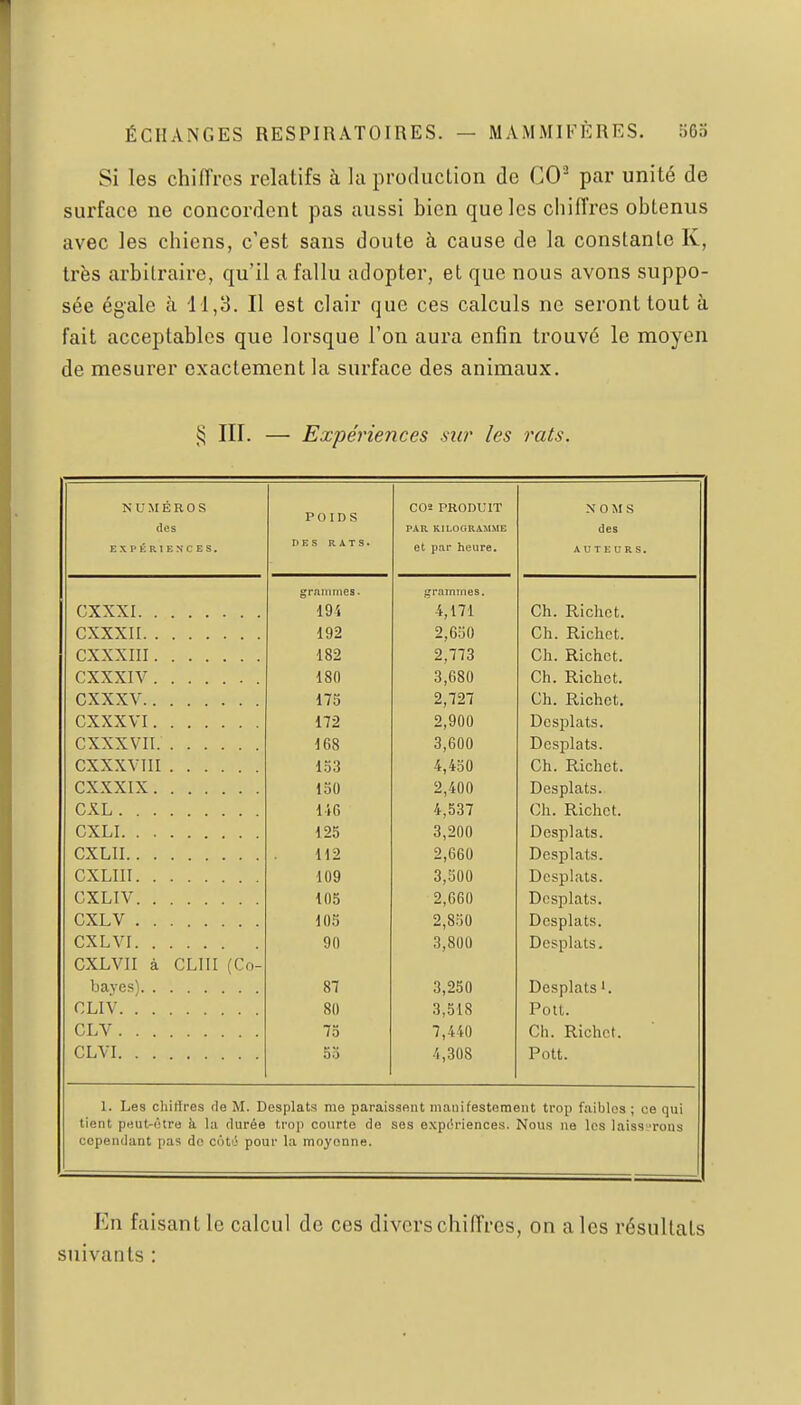 ÉCHANGES RESPIRATOIRES. — MAMMIFÈRES. 565
Si les chiffres relatifs à la production de CO² par unité de
surface ne concordent pas aussi bien que les chiffres obtenus
avec les chiens, c'est sans doute à cause de la constante K,
très arbitraire, qu'il a fallu adopter, et que nous avons suppo-
sée égale à 11,3. Il est clair que ces calculs ne seront tout à
fait acceptables que lorsque l'on aura enfin trouvé le moyen
de mesurer exactement la surface des animaux.
§ III. — Expériences sur les rats.
NUMÉROS des EXPÉRIENCES. | POIDS DES RATS. | CO² PRODUIT PAR KILOGRAMME et par heure. | NOMS des AUTEURS.
grammes. grammes.
CXXXI. . . . . . . . 194 4,171 Ch. Richet.
CXXXII. . . . . . . . 192 2,650 Ch. Richet.
CXXXIII . . . . . . . 182 2,773 Ch. Richet.
CXXXIV . . . . . . . 180 3,680 Ch. Richet.
CXXXV. . . . . . . . 175 2,727 Ch. Richet.
CXXXVI . . . . . . . 172 2,900 Desplats.
CXXXVII. . . . . . . 168 3,600 Desplats.
CXXXVIII . . . . . . 153 4,450 Ch. Richet.
CXXXIX . . . . . . . 150 2,400 Desplats.
CXL . . . . . . . . . 146 4,537 Ch. Richet.
CXLI. . . . . . . . . 125 3,200 Desplats.
CXLII. . . . . . . . . 112 2,660 Desplats.
CXLIII. . . . . . . . 109 3,500 Desplats.
CXLIV. . . . . . . . 105 2,660 Desplats.
CXLV . . . . . . . . 105 2,850 Desplats.
CXLVI. . . . . . . . 90 3,800 Desplats.
CXLVII à CLIII (Co-
bayes). . . . . . . . 87 3,250 Desplats ¹.
CLIV. . . . . . . . . 80 3,518 Pott.
CLV . . . . . . . . . 75 7,440 Ch. Richet.
CLVI. . . . . . . . . 55 4,308 Pott.
1. Les chiffres de M. Desplats me paraissent manifestement trop faibles ; ce qui
tient peut-être à la durée trop courte de ses expériences. Nous ne les laisserons
cependant pas de côté pour la moyenne.
En faisant le calcul de ces divers chiffres, on a les résultats
suivants :